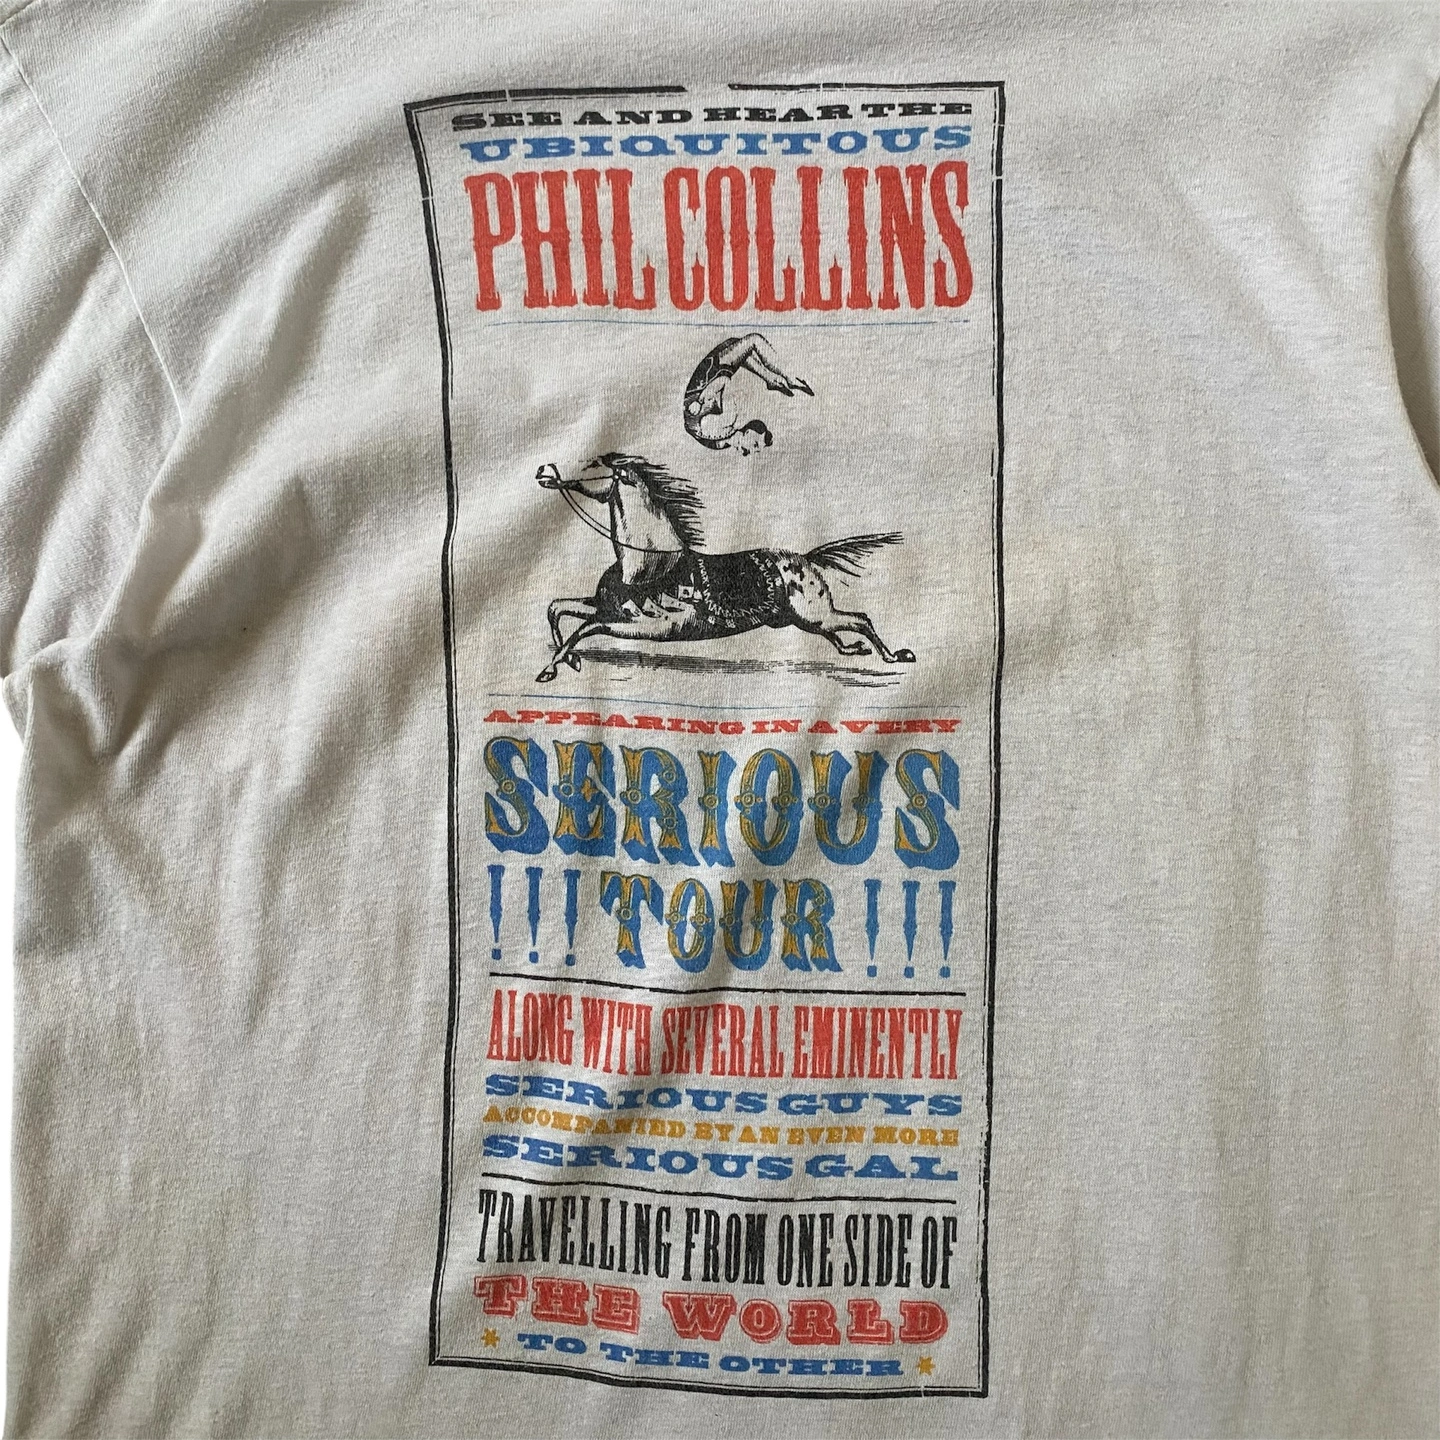 SEE AND HEAR THE
UBIQUITOUS
PHIL COLLINS
APPEARING IN A VERY
SERIOUS
!!! TOUR !!!
ALONG WITH SEVERAL EMINENTLY
SERIOUS GUYS
ACCOMPANIED BY AN EVEN MORE
SERIOUS GAL
TRAVELLING FROM ONE SIDE OF
THE WORLD
TO THE OTHER